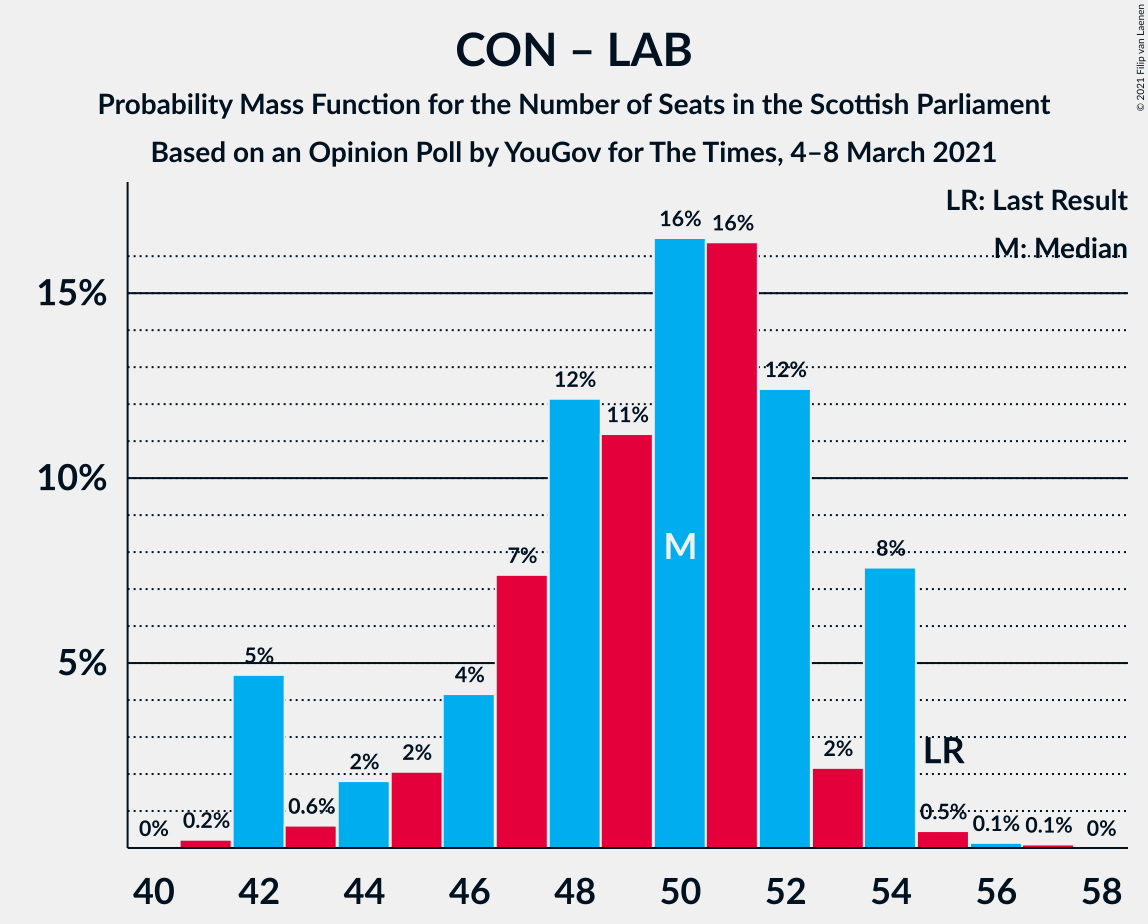 CON – LAB
Probability Mass Function for the Number of Seats in the Scottish Parliament
Based on an Opinion Poll by YouGov for The Times, 4–8 March 2021
© 2021 Filip van Laenen
LR: Last Result
M: Median
15%
10%
5%
0%
0.2%
5%
0.6%
2%
2%
4%
7%
12%
11%
16%
16%
12%
2%
8%
0.5%
0.1%
0.1%
0%
M
LR
40 42 44 46 48 50 52 54 56 58